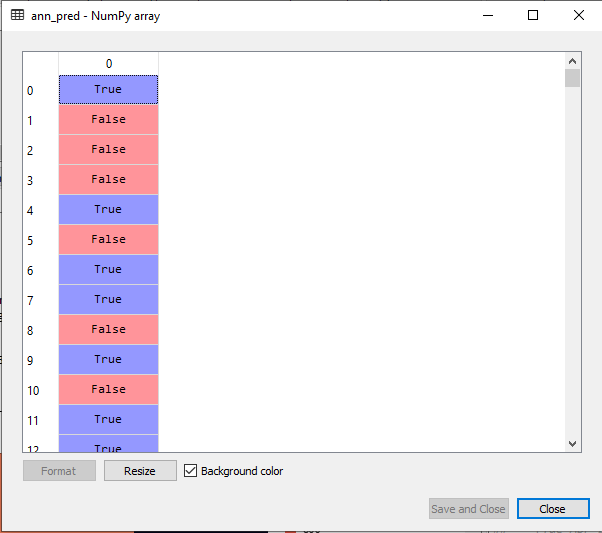 ann_pred - NumPy array
0
0 True
1 False
2 False
3 False
4 True
5 False
6 True
7 True
8 False
9 True
10 False
11 True
12 True
Format Resize Background color
Save and Close Close